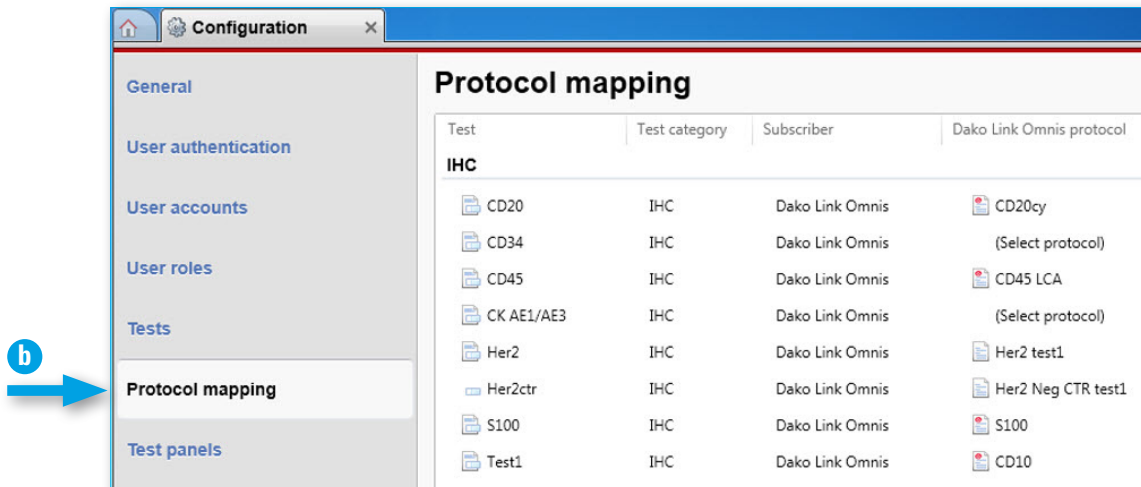 Configuration
General
User authentication
User accounts
User roles
Tests
b
Protocol mapping
Test panels
Protocol mapping
Test Test category Subscriber Dako Link Omnis protocol
IHC
CD20 IHC Dako Link Omnis CD20cy
CD34 IHC Dako Link Omnis (Select protocol)
CD45 IHC Dako Link Omnis CD45 LCA
CK AE1/AE3 IHC Dako Link Omnis (Select protocol)
Her2 IHC Dako Link Omnis Her2 test1
Her2ctr IHC Dako Link Omnis Her2 Neg CTR test1
S100 IHC Dako Link Omnis S100
Test1 IHC Dako Link Omnis CD10